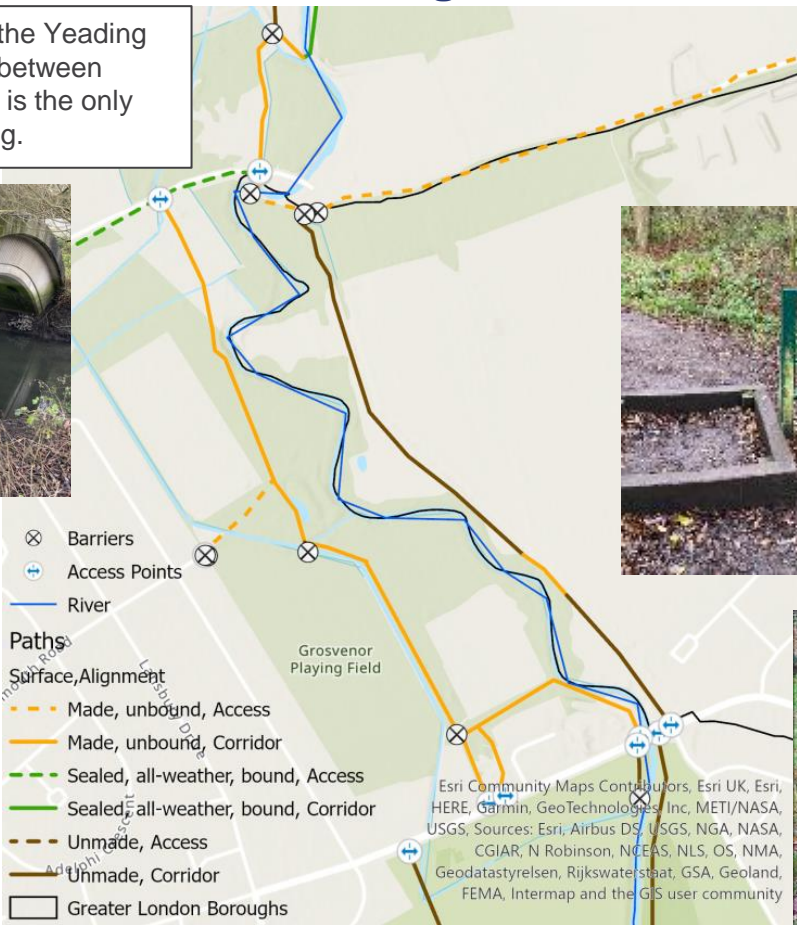 the Yeading
between
is the only
g.
Barriers
Access Points
River
Paths
Surface,Alignment
Made, unbound, Access
Made, unbound, Corridor
Sealed, all-weather, bound, Access
Sealed, all-weather, bound, Corridor
Unmade, Access
Unmade, Corridor
Greater London Boroughs
Grosvenor
Playing Field
Adelphi Crescent
Esri Community Maps Contributors, Esri UK, Esri,
HERE, Garmin, GeoTechnologies, Inc, METI/NASA,
USGS, Sources: Esri, Airbus DS, USGS, NGA, NASA,
CGIAR, N Robinson, NCEAS, NLS, OS, NMA,
Geodatastyrelsen, Rijkswaterstaat, GSA, Geoland,
FEMA, Intermap and the GIS user community